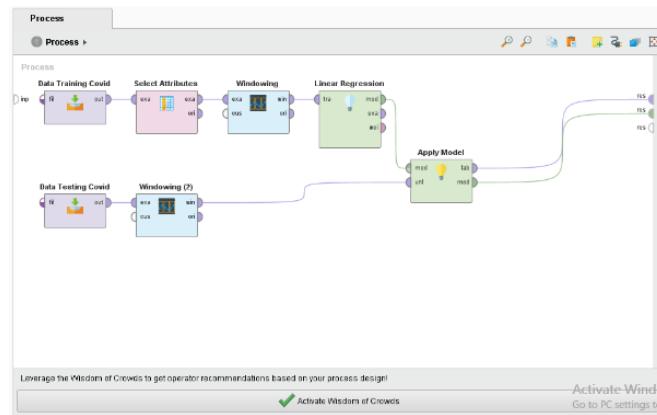 Process
Process
Process
Data Training Covid
Select Attributes
Windowing
Linear Regression
inp
fil
out
exa
exa
ori
exa
win
ous
ori
tra
mod
exa
wei
res
res
res
Apply Model
mod
lab
unl
mod
Data Testing Covid
Windowing (2)
fil
out
exa
win
ous
ori
Leverage the Wisdom of Crowds to get operator recommendations based on your process design!
Activate Wisdom of Crowds
Activate Wind
Go to PC settings t